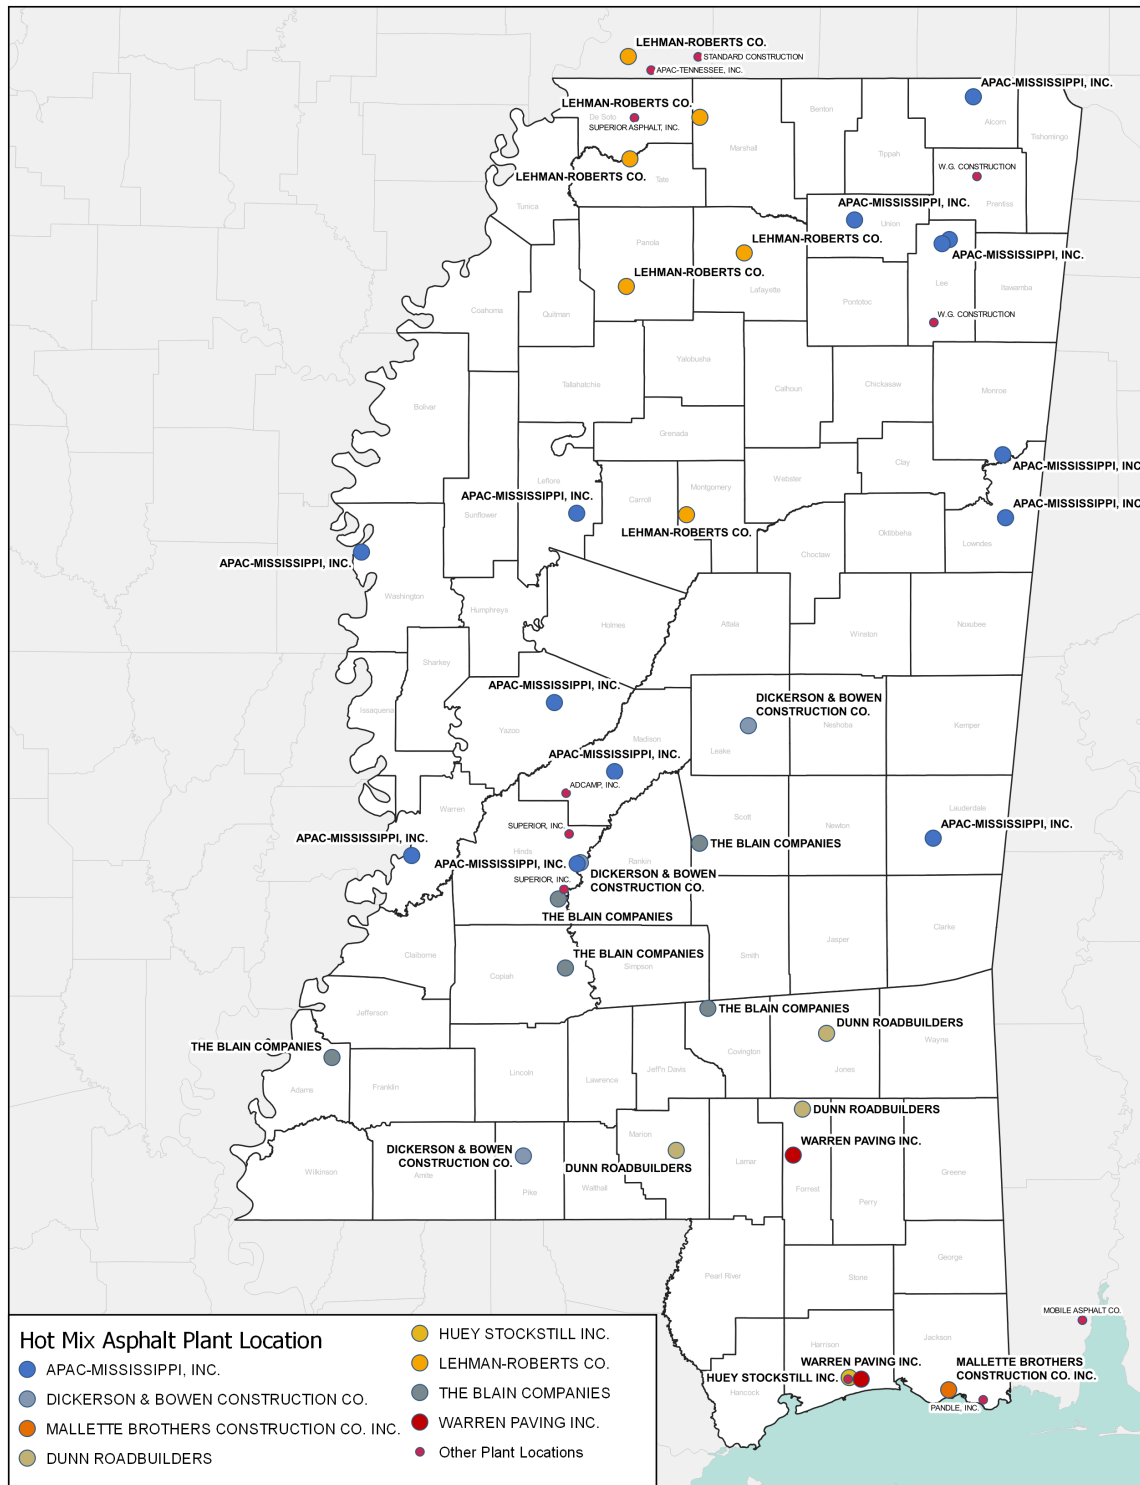 LEHMAN-ROBERTS CO.
STANDARD CONSTRUCTION
APAC-TENNESSEE, INC.
APAC-MISSISSIPPI, INC.
LEHMAN-ROBERTS CO.
De Soto
SUPERIOR ASPHALT, INC.
Benton
Alcorn
Tishomingo
Marshall
Tippah
W.G. CONSTRUCTION
LEHMAN-ROBERTS CO.
Tate
Prentiss
Tunica
APAC-MISSISSIPPI, INC.
Union
Panola
LEHMAN-ROBERTS CO.
APAC-MISSISSIPPI, INC.
LEHMAN-ROBERTS CO.
Lafayette
Lee
Itawamba
Pontotoc
Coahoma
Quitman
W.G. CONSTRUCTION
Yalobusha
Tallahatchie
Calhoun
Chickasaw
Monroe
Bolivar
Grenada
Clay
APAC-MISSISSIPPI, INC
Leflore
Webster
Montgomery
APAC-MISSISSIPPI, INC.
Carroll
APAC-MISSISSIPPI, INC
Sunflower
LEHMAN-ROBERTS CO.
Oktibbeha
Lowndes
Choctaw
APAC-MISSISSIPPI, INC.
Washington
Humphreys
Holmes
Attala
Winston
Noxubee
Sharkey
APAC-MISSISSIPPI, INC.
DICKERSON & BOWEN
CONSTRUCTION CO.
Issaquena
Yazoo
Madison
Leake
Neshoba
Kemper
APAC-MISSISSIPPI, INC.
ADCAMP, INC.
Warren
Scott
Newton
Lauderdale
SUPERIOR, INC.
APAC-MISSISSIPPI, INC.
APAC-MISSISSIPPI, INC.
THE BLAIN COMPANIES
Hinds
APAC-MISSISSIPPI, INC.
Rankin
DICKERSON & BOWEN
CONSTRUCTION CO.
SUPERIOR, INC.
THE BLAIN COMPANIES
Clarke
Jasper
Claiborne
THE BLAIN COMPANIES
Copiah
Simpson
Smith
Jefferson
THE BLAIN COMPANIES
DUNN ROADBUILDERS
Wayne
THE BLAIN COMPANIES
Covington
Adams
Franklin
Lincoln
Lawrence
Jeff'n Davis
Jones
DUNN ROADBUILDERS
Marion
WARREN PAVING INC.
DICKERSON & BOWEN
CONSTRUCTION CO.
DUNN ROADBUILDERS
Lamar
Wilkinson
Amite
Pike
Walthall
Forrest
Perry
Greene
George
Pearl River
Stone
MOBILE ASPHALT CO.
Harrison
Jackson
WARREN PAVING INC.
MALLETTE BROTHERS
CONSTRUCTION CO. INC.
HUEY STOCKSTILL INC.
Hancock
PANDLE, INC.
Hot Mix Asphalt Plant Location
APAC-MISSISSIPPI, INC.
DICKERSON & BOWEN CONSTRUCTION CO.
MALLETTE BROTHERS CONSTRUCTION CO. INC.
DUNN ROADBUILDERS
HUEY STOCKSTILL INC.
LEHMAN-ROBERTS CO.
THE BLAIN COMPANIES
WARREN PAVING INC.
Other Plant Locations